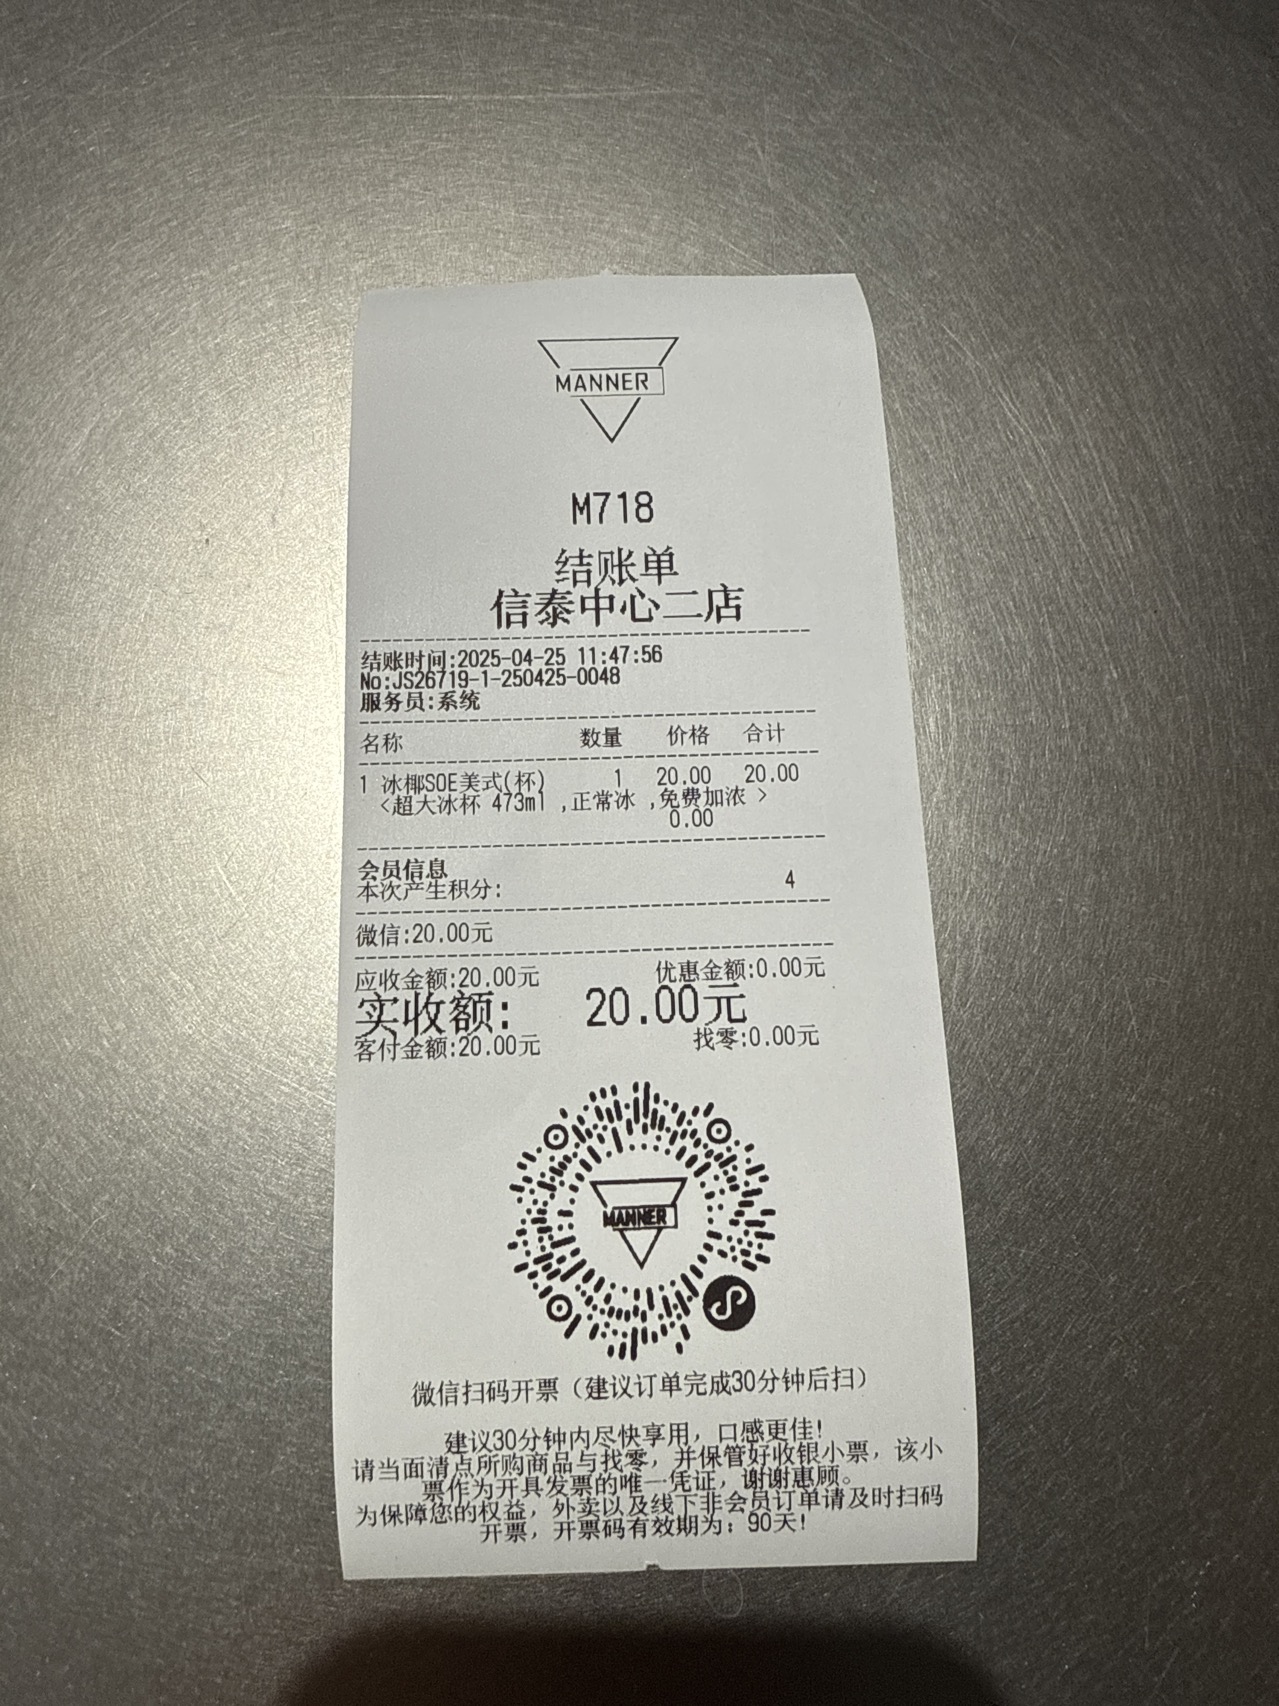 MANNER
M718
结账单
信泰中心二店
结账时间:2025-04-25 11:47:56
No:JS26719-1-250425-0048
服务员:系统
名称 数量 价格 合计
1 冰椰SOE美式(杯) 1 20.00 20.00
<超大冰杯 473ml ,正常冰 ,免费加浓 >
0.00
会员信息
本次产生积分: 4
微信:20.00元
应收金额:20.00元 优惠金额:0.00元
实收额: 20.00元
客付金额:20.00元 找零:0.00元
MANNER
微信扫码开票（建议订单完成30分钟后扫）
建议30分钟内尽快享用，口感更佳!
请当面清点所购商品与找零，并保管好收银小票，该小
票作为开具发票的唯一凭证，谢谢惠顾。
为保障您的权益，外卖以及线下非会员订单请及时扫码
开票，开票码有效期为：90天!